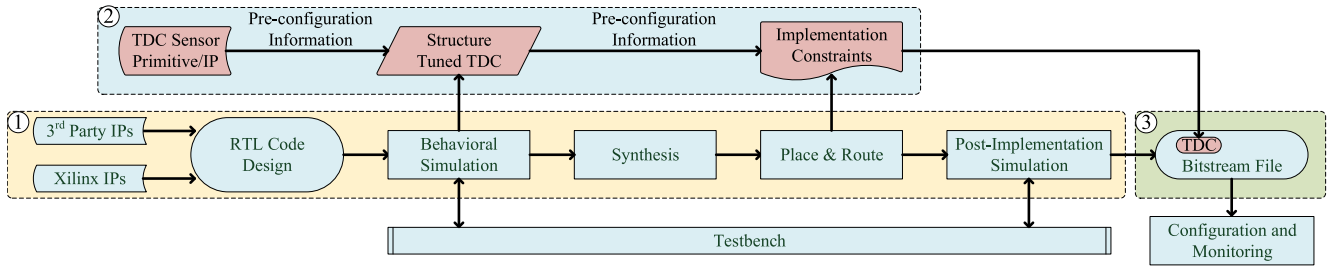 2
TDC Sensor
Primitive/IP
Pre-configuration
Information
Structure
Tuned TDC
Pre-configuration
Information
Implementation
Constraints
1
3rd Party IPs
Xilinx IPs
RTL Code
Design
Behavioral
Simulation
Synthesis
Place & Route
Post-Implementation
Simulation
3
TDC
Bitstream File
Testbench
Configuration and
Monitoring